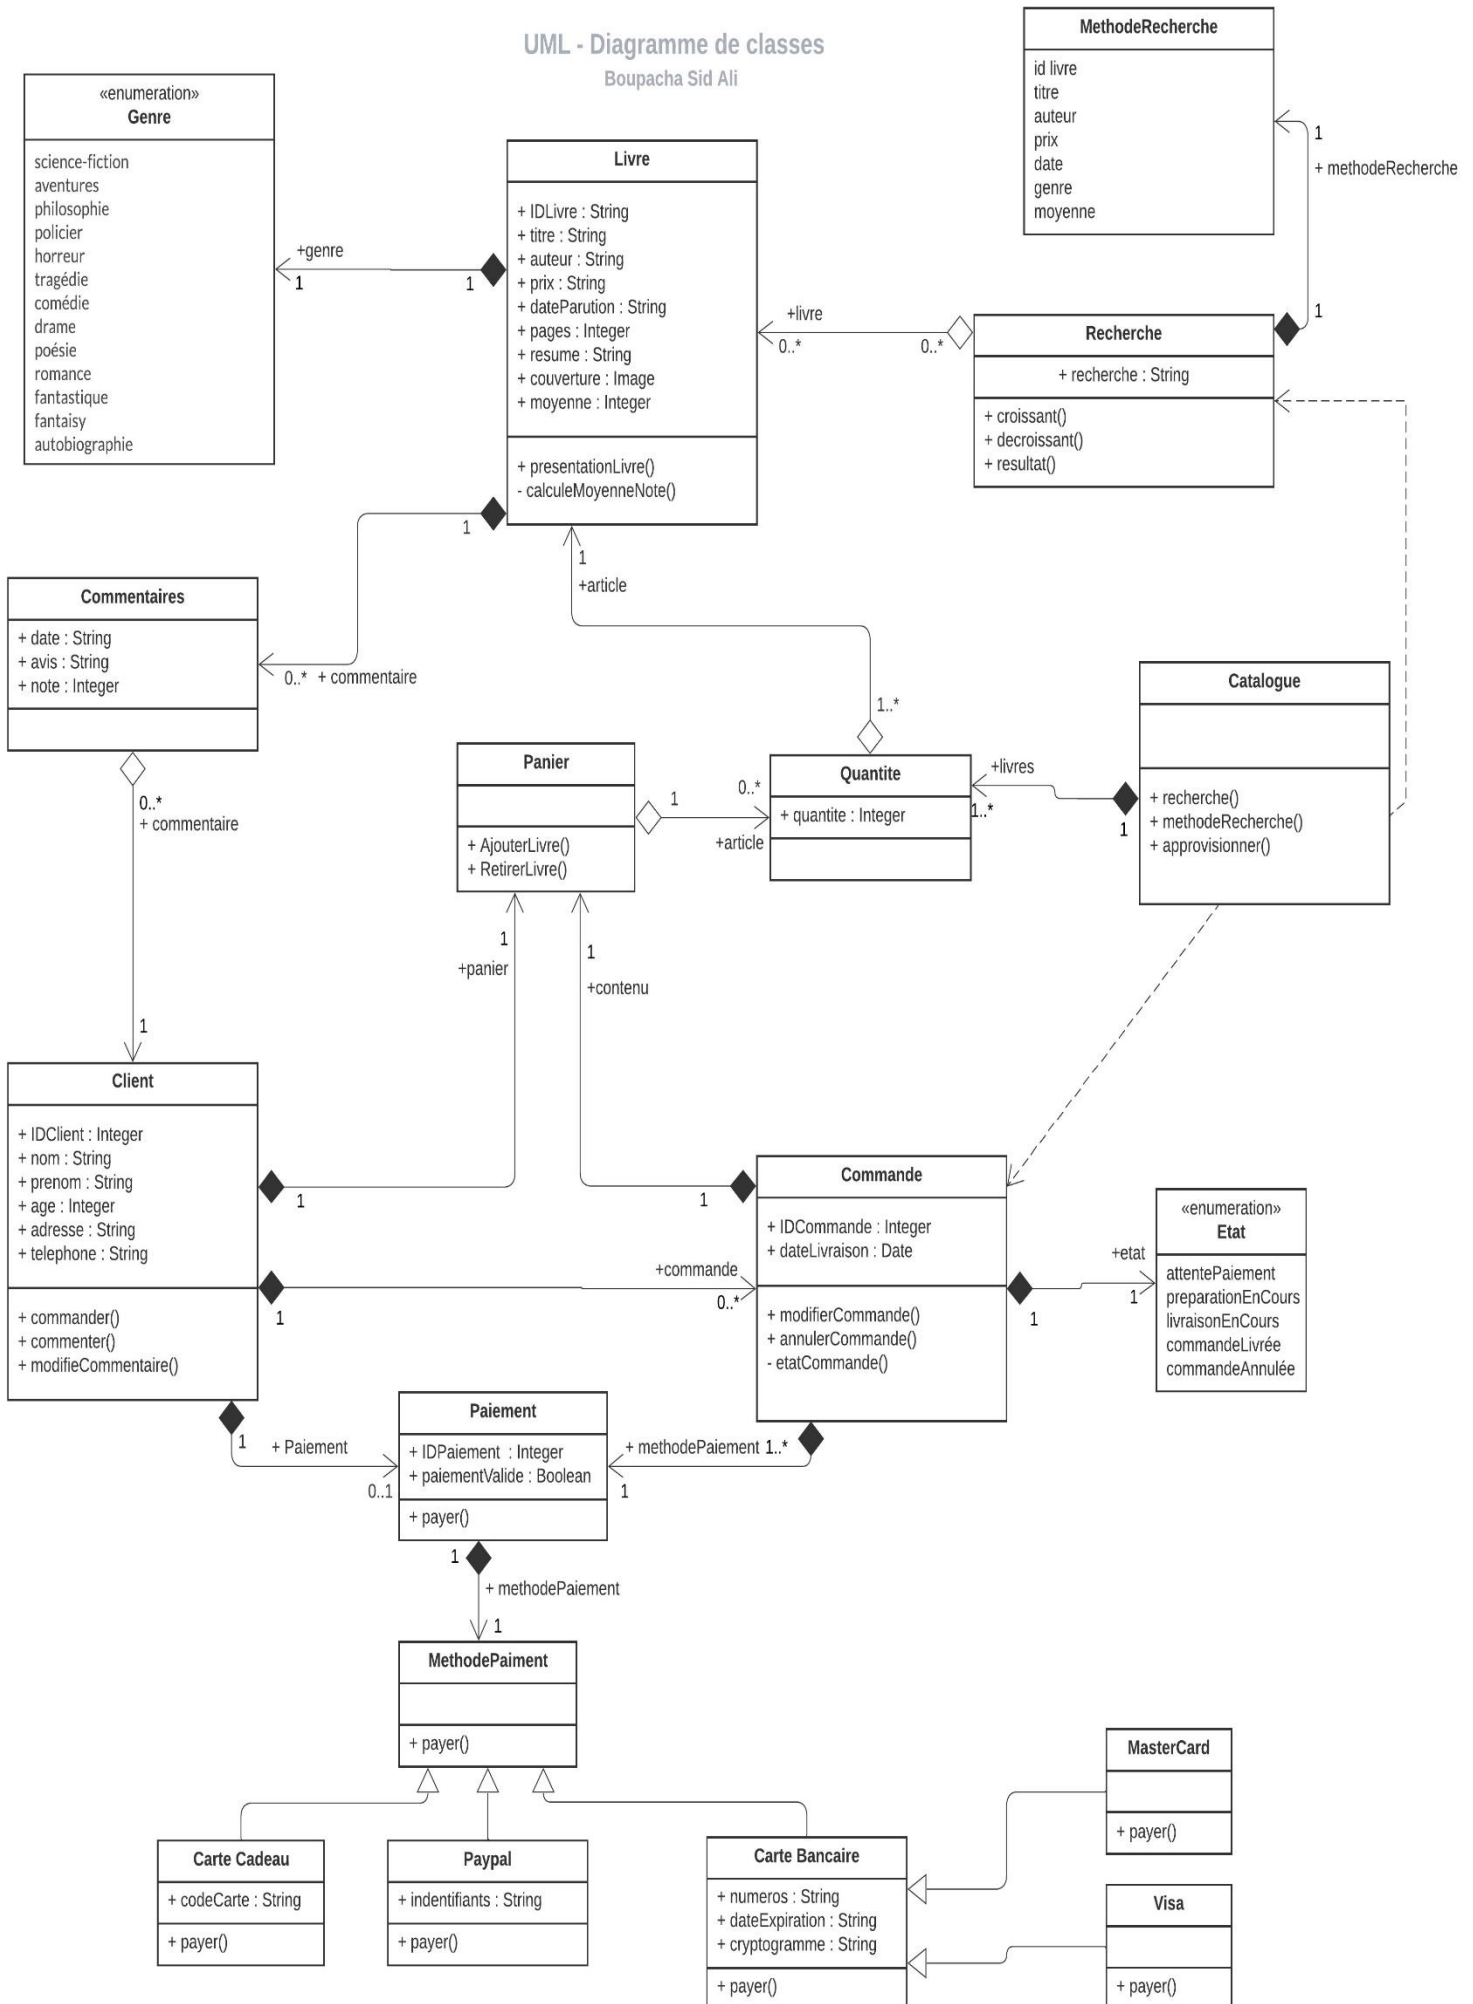 UML - Diagramme de classes
Boupacha Sid Ali
MethodeRecherche
id livre
titre
auteur
prix
date
genre
moyenne
1
+ methodeRecherche
1
«enumeration»
Genre
science-fiction
aventures
philosophie
policier
horreur
tragédie
comédie
drame
poésie
romance
fantastique
fantaisy
autobiographie
+genre
1
1
Livre
+ IDLivre : String
+ titre : String
+ auteur : String
+ prix : String
+ dateParution : String
+ pages : Integer
+ resume : String
+ couverture : Image
+ moyenne : Integer
+ presentationLivre()
- calculeMoyenneNote()
+livre
0..*
0..*
Recherche
+ recherche : String
+ croissant()
+ decroissant()
+ resultat()
1
1
+article
Commentaires
+ date : String
+ avis : String
+ note : Integer
0..*
+ commentaire
0..*
+ commentaire
1
1..*
Panier
+ AjouterLivre()
+ RetirerLivre()
1
0..*
+article
Quantite
+ quantite : Integer
+livres
1..*
1
Catalogue
+ recherche()
+ methodeRecherche()
+ approvisionner()
1
+panier
1
+contenu
Client
+ IDClient : Integer
+ nom : String
+ prenom : String
+ age : Integer
+ adresse : String
+ telephone : String
+ commander()
+ commenter()
+ modifieCommentaire()
1
1
1
+commande
0..*
Commande
+ IDCommande : Integer
+ dateLivraison : Date
+ modifierCommande()
+ annulerCommande()
- etatCommande()
1
+etat
1
«enumeration»
Etat
attentePaiement
preparationEnCours
livraisonEnCours
commandeLivrée
commandeAnnulée
1
+ Paiement
0..1
Paiement
+ IDPaiement : Integer
+ paiementValide : Boolean
+ payer()
+ methodePaiement
1..*
1
1
+ methodePaiement
1
MethodePaiment
+ payer()
Carte Cadeau
+ codeCarte : String
+ payer()
Paypal
+ indentifiants : String
+ payer()
Carte Bancaire
+ numeros : String
+ dateExpiration : String
+ cryptogramme : String
+ payer()
MasterCard
+ payer()
Visa
+ payer()